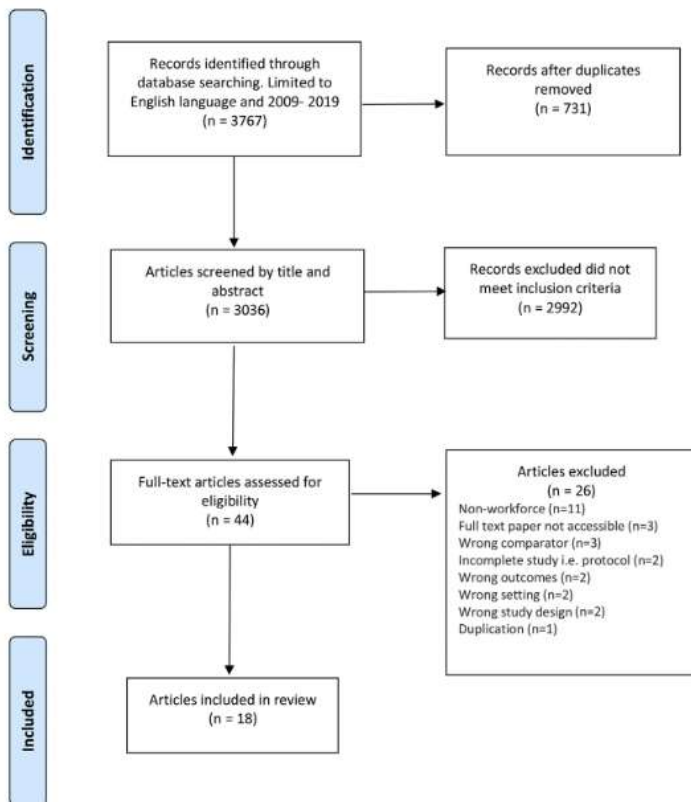 Identification
Records identified through
database searching. Limited to
English language and 2009- 2019
(n = 3767)
Records after duplicates
removed
(n = 731)
Screening
Articles screened by title and
abstract
(n = 3036)
Records excluded did not
meet inclusion criteria
(n = 2992)
Eligibility
Full-text articles assessed for
eligibility
(n = 44)
Articles excluded
(n = 26)
Non-workforce (n=11)
Full text paper not accessible (n=3)
Wrong comparator (n=3)
Incomplete study i.e. protocol (n=2)
Wrong outcomes (n=2)
Wrong setting (n=2)
Wrong study design (n=2)
Duplication (n=1)
Included
Articles included in review
(n = 18)